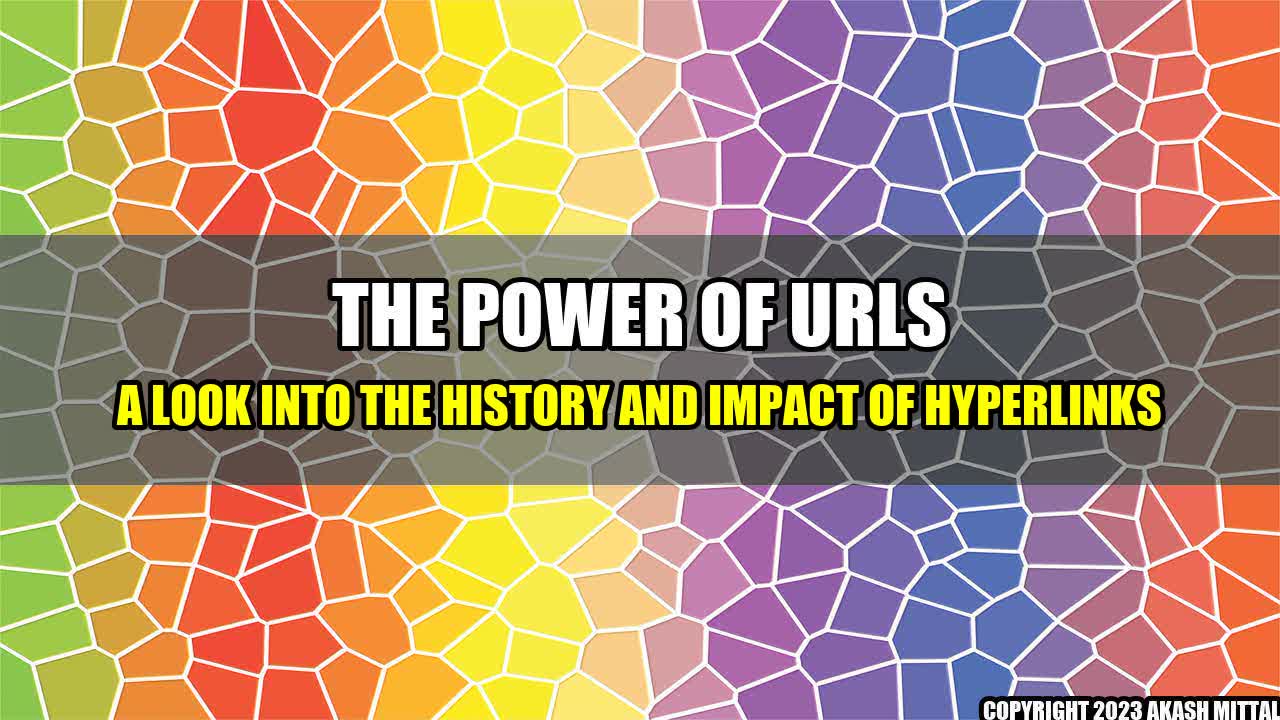 THE POWER OF URLS
A LOOK INTO THE HISTORY AND IMPACT OF HYPERLINKS
COPYRIGHT 2023 AKASH MITTAL